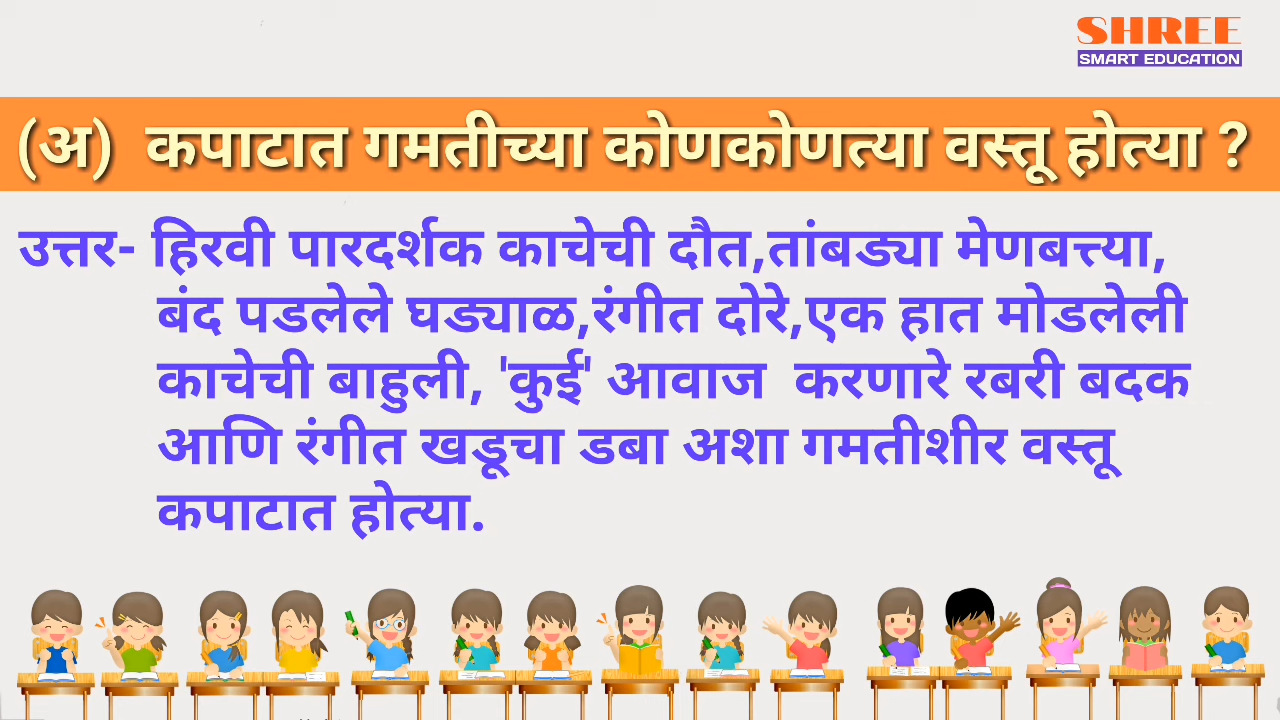 SHREE
SMART EDUCATION
(अ) कपाटात गमतीच्या कोणकोणत्या वस्तू होत्या ?
उत्तर- हिरवी पारदर्शक काचेची दौत,तांबड्या मेणबत्त्या,
बंद पडलेले घड्याळ,रंगीत दोरे,एक हात मोडलेली
काचेची बाहुली, 'कुई' आवाज करणारे रबरी बदक
आणि रंगीत खडूचा डबा अशा गमतीशीर वस्तू
कपाटात होत्या.